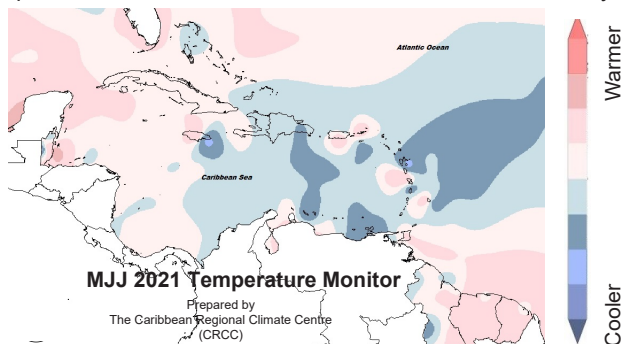 Atlantic Ocean
Caribbean Sea
MJJ 2021 Temperature Monitor
Prepared by
The Caribbean Regional Climate Centre
(CRCC)
Warmer
Cooler